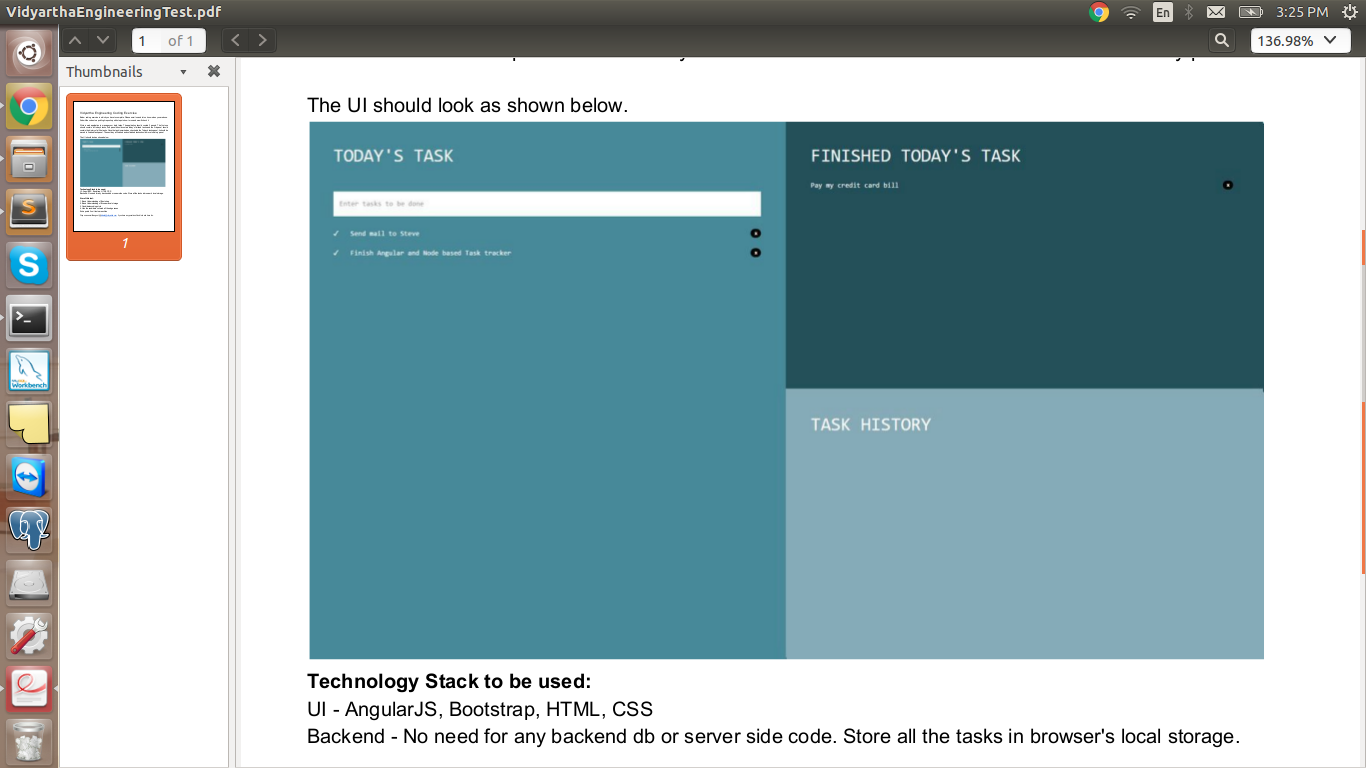 VidyarthaEngineeringTest.pdf
En
3:25 PM
1 of 1
136.98%
Thumbnails
1
Workbench
The UI should look as shown below.
TODAY'S TASK
Enter tasks to be done
✓ Send mail to Steve
✓ Finish Angular and Node based Task tracker
FINISHED TODAY'S TASK
Pay my credit card bill
TASK HISTORY
Technology Stack to be used:
UI - AngularJS, Bootstrap, HTML, CSS
Backend - No need for any backend db or server side code. Store all the tasks in browser's local storage.